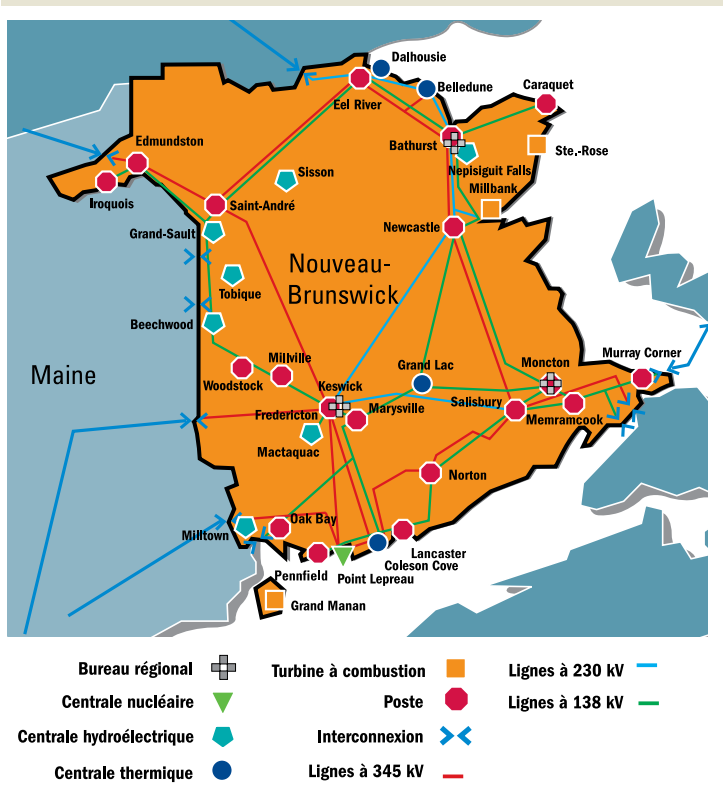 Dalhousie
Belledune
Caraquet
Eel River
Bathurst
Edmundston
Ste,-Rose
Nepisiguit Falls
Sisson
Millbank
Iroquois
Saint-André
Newcastle
Grand-Sault
Nouveau-
Brunswick
Tobique
Beechwood
Murray Corner
Millville
Grand Lac
Moncton
Maine
Woodstock
Keswick
Fredericton
Marysville
Salisbury
Memramcook
Mactaquac
Norton
Oak Bay
Milltown
Lancaster
Coleson Cove
Pennfield
Point Lepreau
Grand Manan
Bureau régional
Turbine à combustion
Lignes à 230 kV
Centrale nucléaire
Poste
Lignes à 138 kV
Centrale hydroélectrique
Interconnexion
Centrale thermique
Lignes à 345 kV